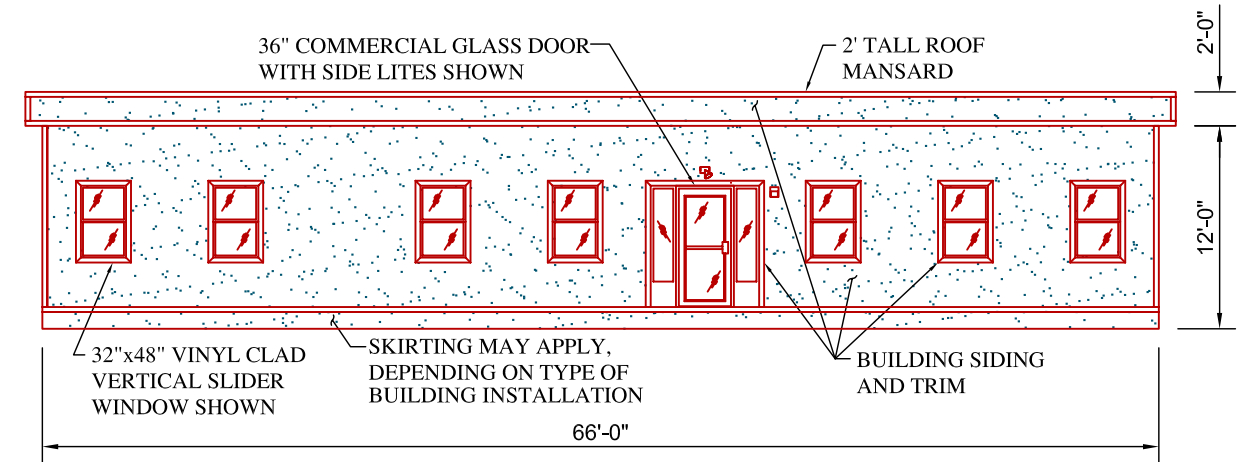 36" COMMERCIAL GLASS DOOR
WITH SIDE LITES SHOWN
2' TALL ROOF
MANSARD
2'-0"
12'-0"
32"x48" VINYL CLAD
VERTICAL SLIDER
WINDOW SHOWN
SKIRTING MAY APPLY,
DEPENDING ON TYPE OF
BUILDING INSTALLATION
BUILDING SIDING
AND TRIM
66'-0"